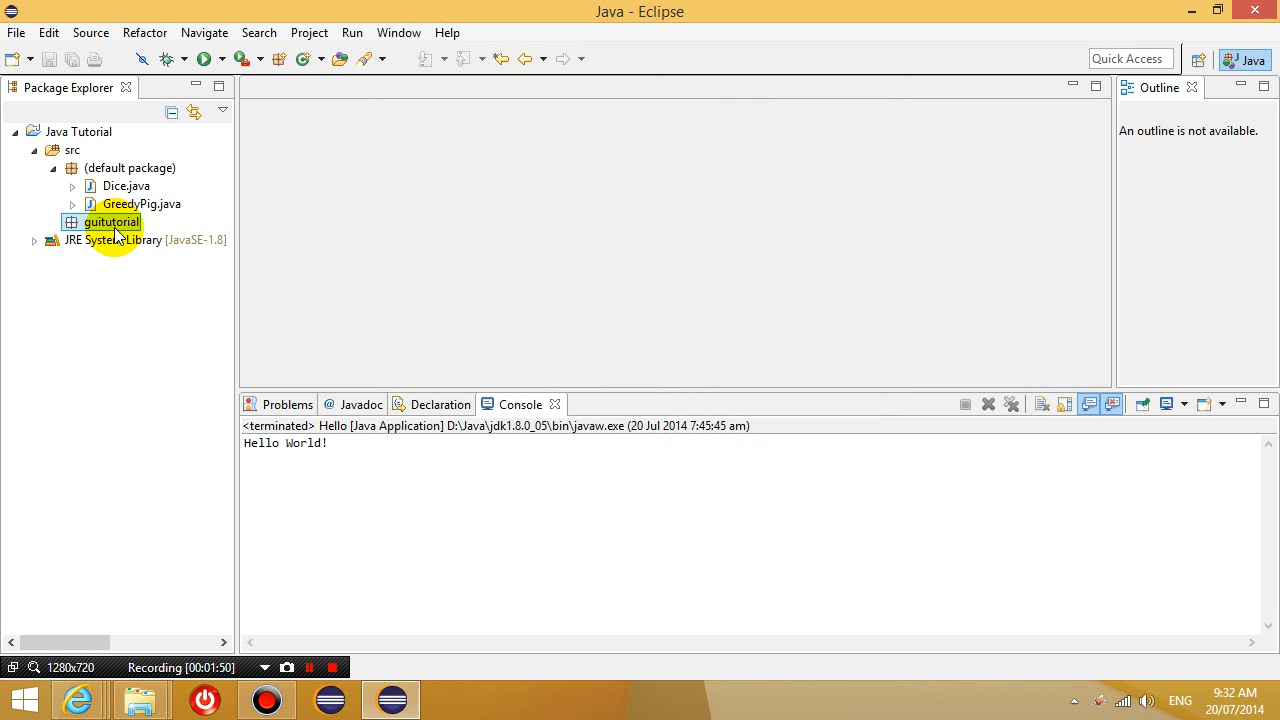 Java - Eclipse
File Edit Source Refactor Navigate Search Project Run Window Help
Quick Access
Java
Package Explorer
Outline
Java Tutorial
An outline is not available.
src
(default package)
Dice.java
GreedyPig.java
guitutorial
JRE System Library [JavaSE-1.8]
Problems @ Javadoc Declaration Console
<terminated> Hello [Java Application] D:\Java\jdk1.8.0_05\bin\javaw.exe (20 Jul 2014 7:45:45 am)
Hello World!
1280x720 Recording [00:01:50]
ENG
9:32 AM
20/07/2014